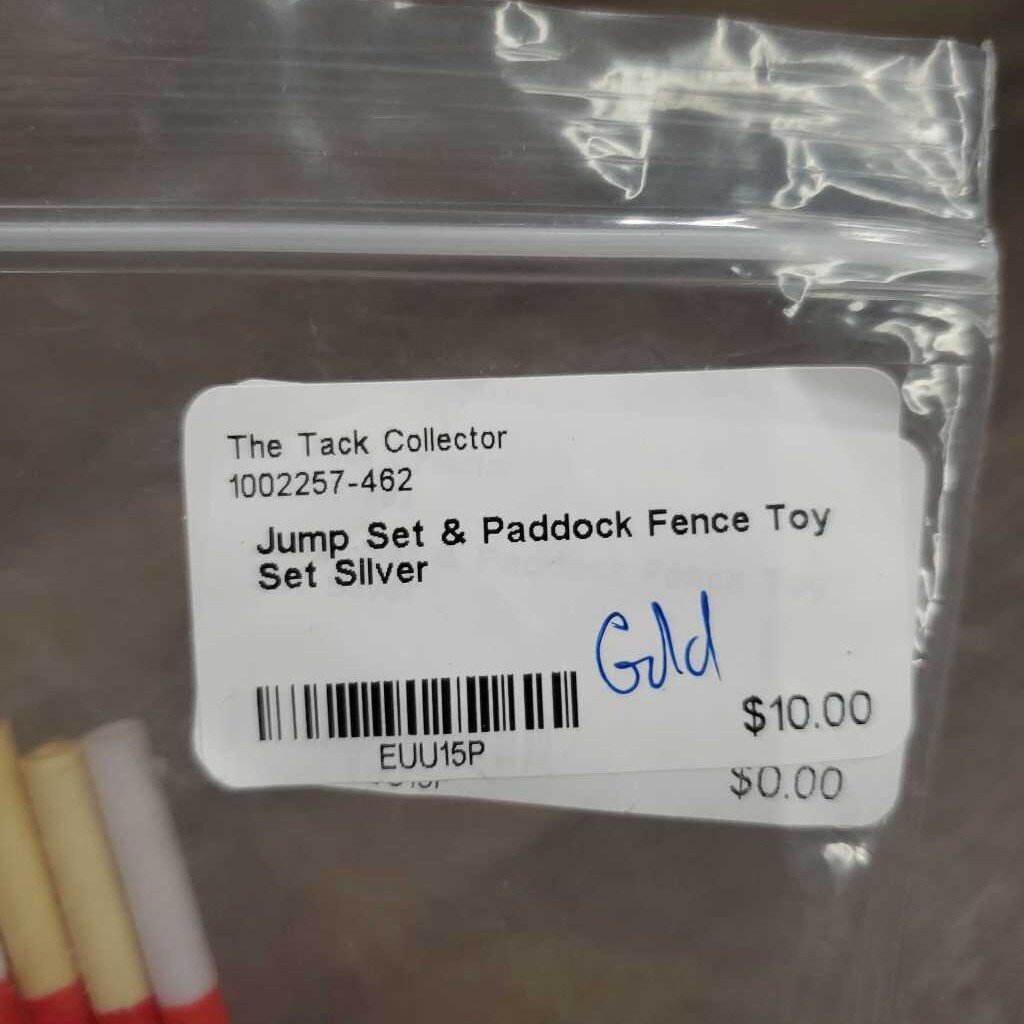 The Tack Collector
1002257-462
Jump Set & Paddock Fence Toy
Set Silver
Gold
$10.00
EUU15P
$0.00